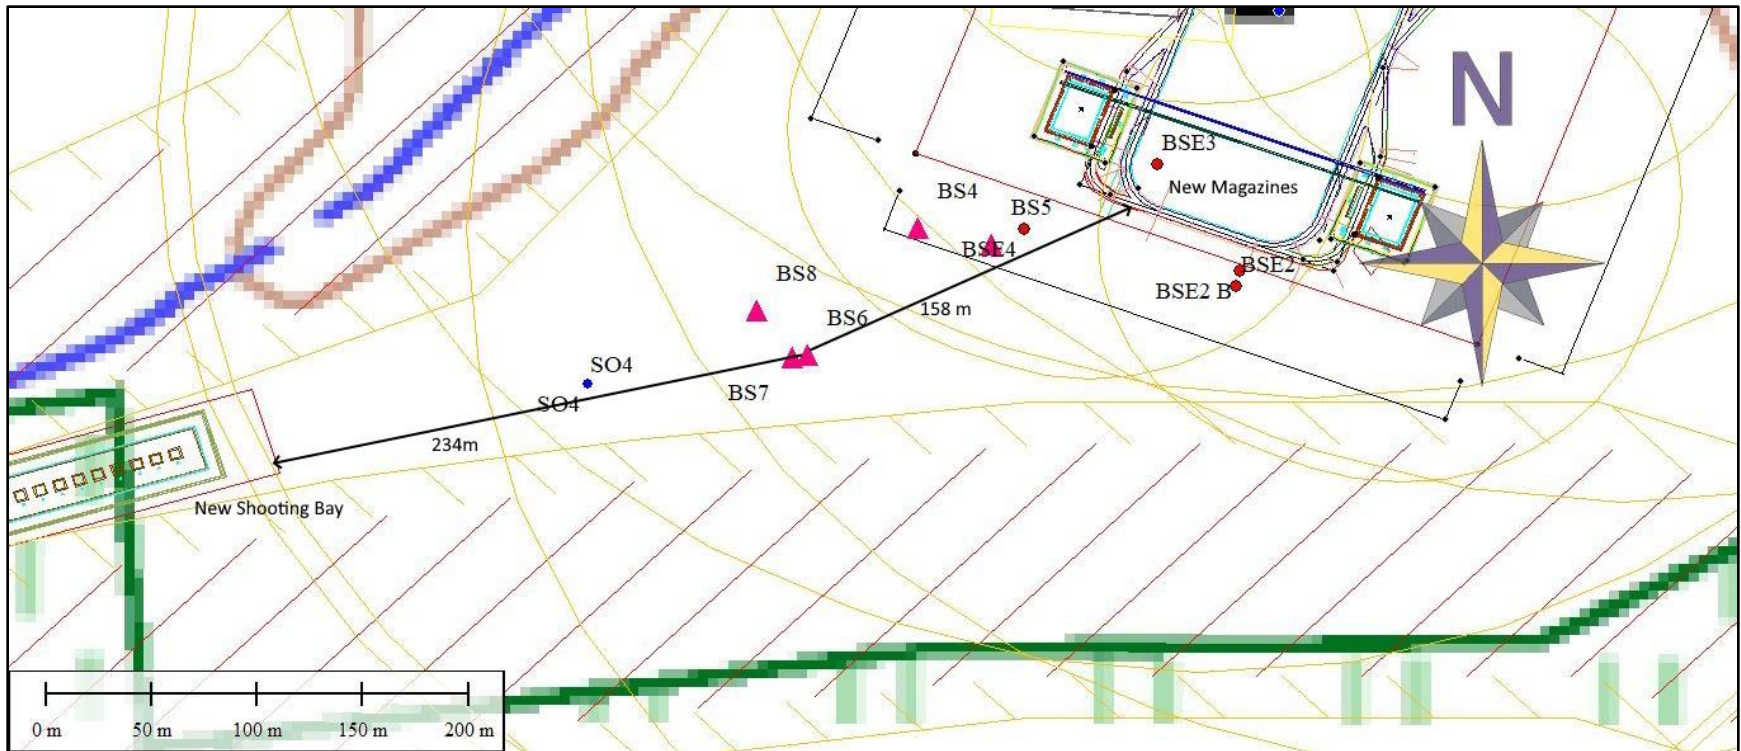 N
BSE3
New Magazines
BS4
BS5
BSE4
BSE2
BSE2 B
BS8
BS6
158 m
SO4
BS7
SO4
234m
New Shooting Bay
0 m 50 m 100 m 150 m 200 m